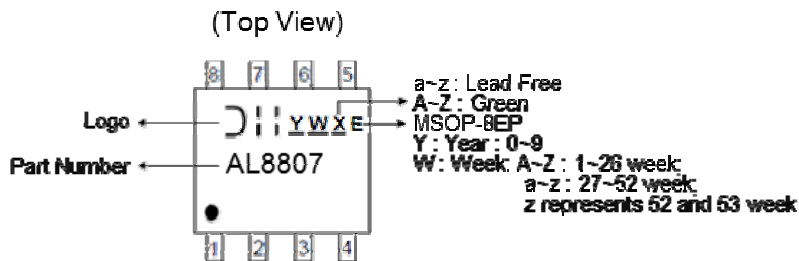 (Top View)
8 7 6 5
a~z : Lead Free
A~Z : Green
Logo
YWXE
MSOP-8EP
Y : Year : 0~9
Part Number
AL8807
W : Week: A~Z : 1~26 week;
a~z : 27~52 week;
z represents 52 and 53 week
1 2 3 4